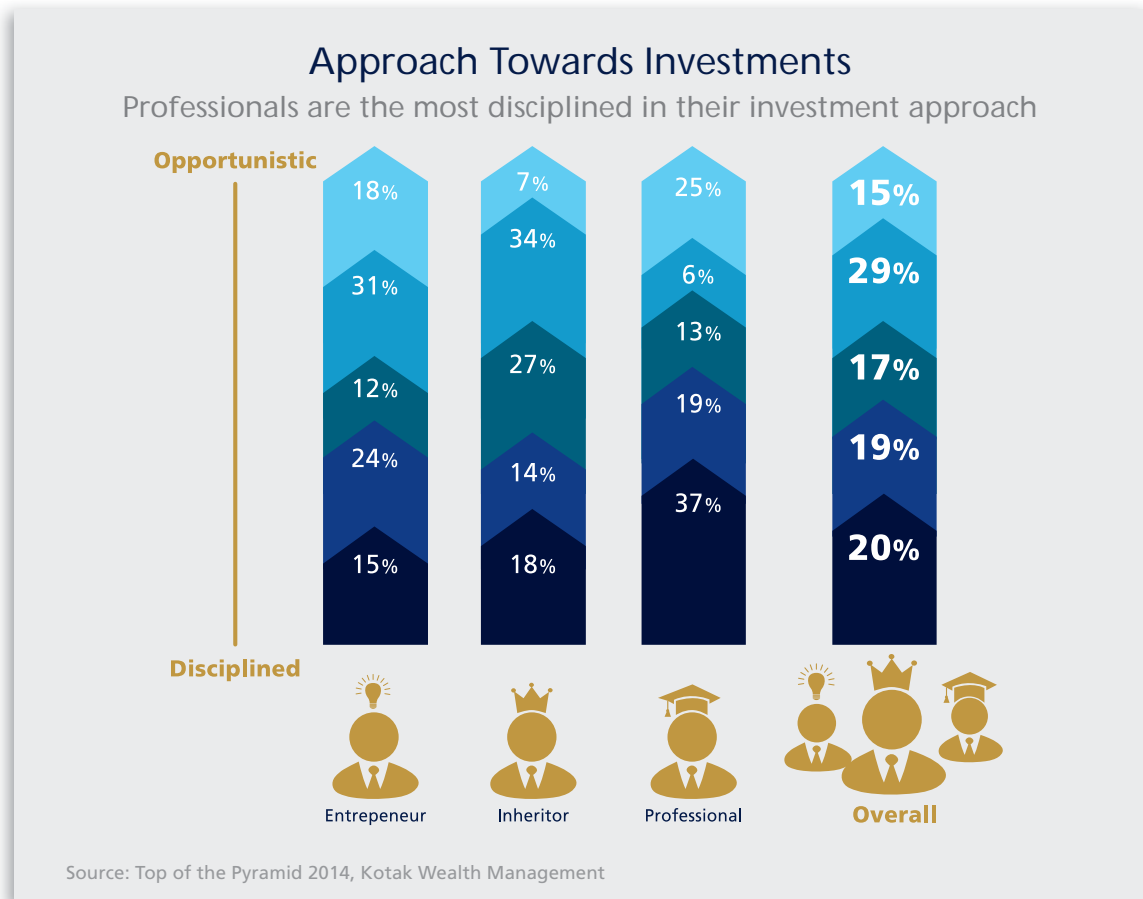 Approach Towards Investments
Professionals are the most disciplined in their investment approach
Opportunistic
18%
31%
12%
24%
15%
7%
34%
27%
14%
18%
25%
6%
13%
19%
37%
15%
29%
17%
19%
20%
Disciplined
Entrepeneur
Inheritor
Professional
Overall
Source: Top of the Pyramid 2014, Kotak Wealth Management